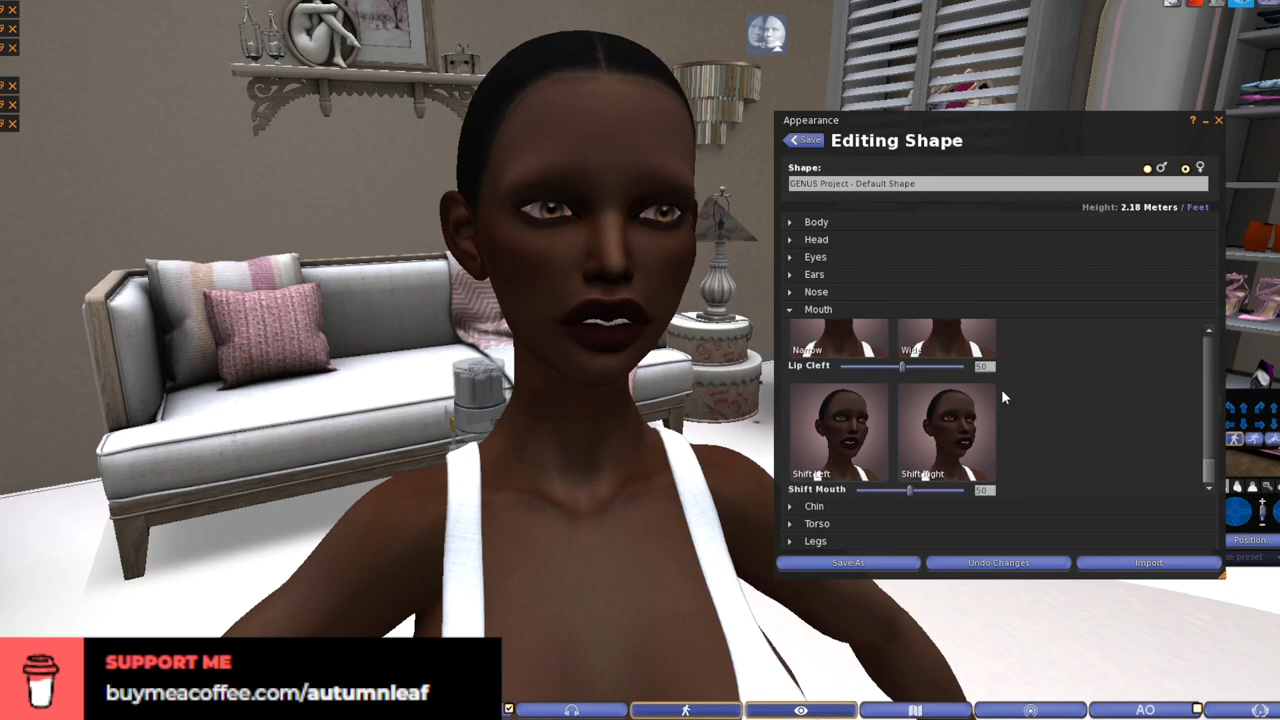 Appearance
? _ ×
Save
Editing Shape
Shape:
GENUS Project - Default Shape
Height: 2.18 Meters / Feet
Body
Head
Eyes
Ears
Nose
Mouth
Narrow
Wide
Lip Cleft 50
Shift Left
Shift Right
Shift Mouth 50
Chin
Torso
Legs
Save As
Undo Changes
Import
Position...
se preset
SUPPORT ME
buymeacoffee.com/autumnleaf
AO